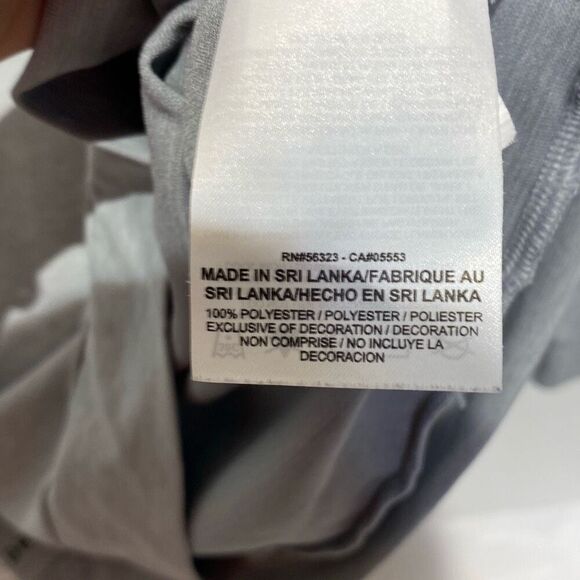 RN#56323 - CA#05553
MADE IN SRI LANKA/FABRIQUE AU
SRI LANKA/HECHO EN SRI LANKA
100% POLYESTER / POLYESTER / POLIESTER
EXCLUSIVE OF DECORATION / DECORATION
NON COMPRISE / NO INCLUYE LA
DECORACION